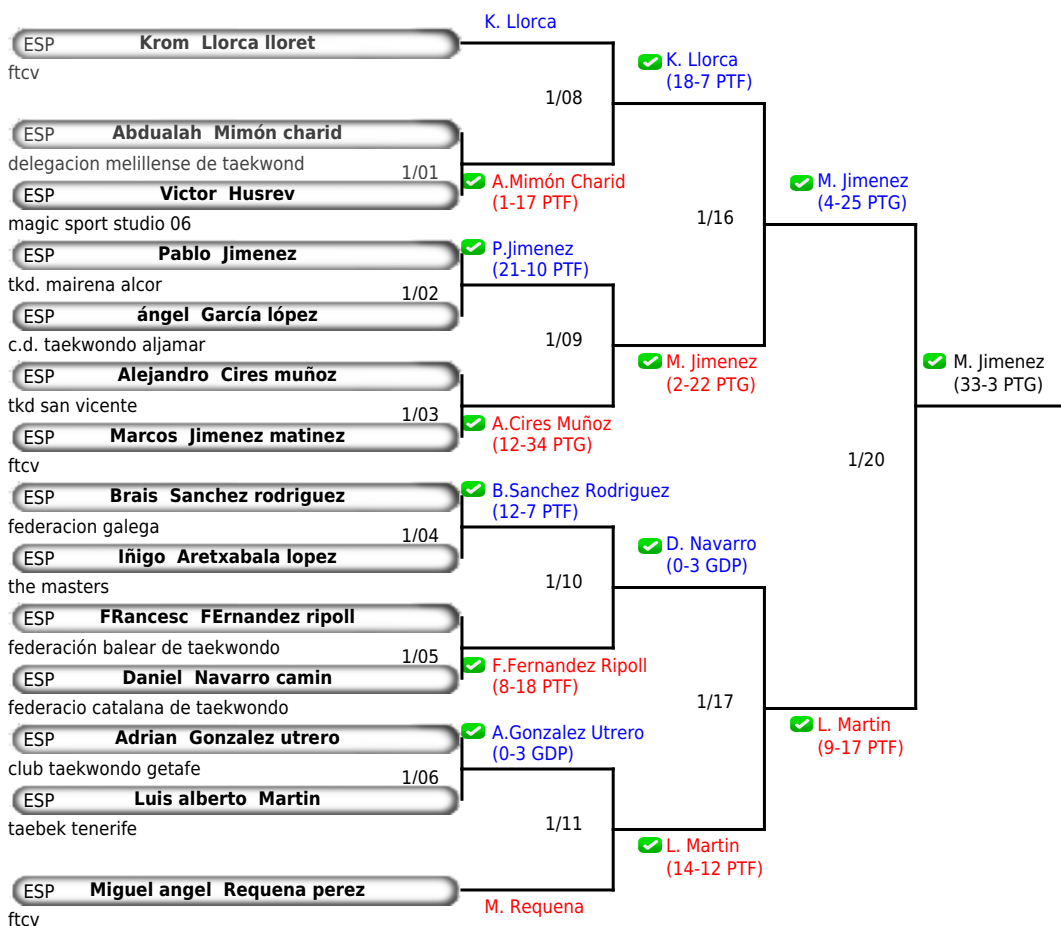 K. Llorca
ESP Krom Llorca lloret
ftcv
K. Llorca
(18-7 PTF)
1/08
ESP Abdualah Mimón charid
delegacion melillense de taekwond
1/01
A.Mimón Charid
(1-17 PTF)
M. Jimenez
(4-25 PTG)
ESP Victor Husrev
magic sport studio 06
1/16
ESP Pablo Jimenez
tkd. mairena alcor
P.Jimenez
(21-10 PTF)
1/02
ESP ángel García lópez
c.d. taekwondo aljamar
1/09
M. Jimenez
(2-22 PTG)
M. Jimenez
(33-3 PTG)
ESP Alejandro Cires muñoz
tkd san vicente
1/03
A.Cires Muñoz
(12-34 PTG)
ESP Marcos Jimenez matinez
ftcv
1/20
ESP Brais Sanchez rodriguez
federacion galega
B.Sanchez Rodriguez
(12-7 PTF)
1/04
D. Navarro
(0-3 GDP)
ESP Iñigo Aretxabala lopez
the masters
1/10
ESP FRancesc FErnandez ripoll
federación balear de taekwondo
1/05
F.Fernandez Ripoll
(8-18 PTF)
ESP Daniel Navarro camin
federacio catalana de taekwondo
1/17
L. Martin
(9-17 PTF)
ESP Adrian Gonzalez utrero
club taekwondo getafe
A.Gonzalez Utrero
(0-3 GDP)
1/06
ESP Luis alberto Martin
taebek tenerife
1/11
L. Martin
(14-12 PTF)
ESP Miguel angel Requena perez
ftcv
M. Requena